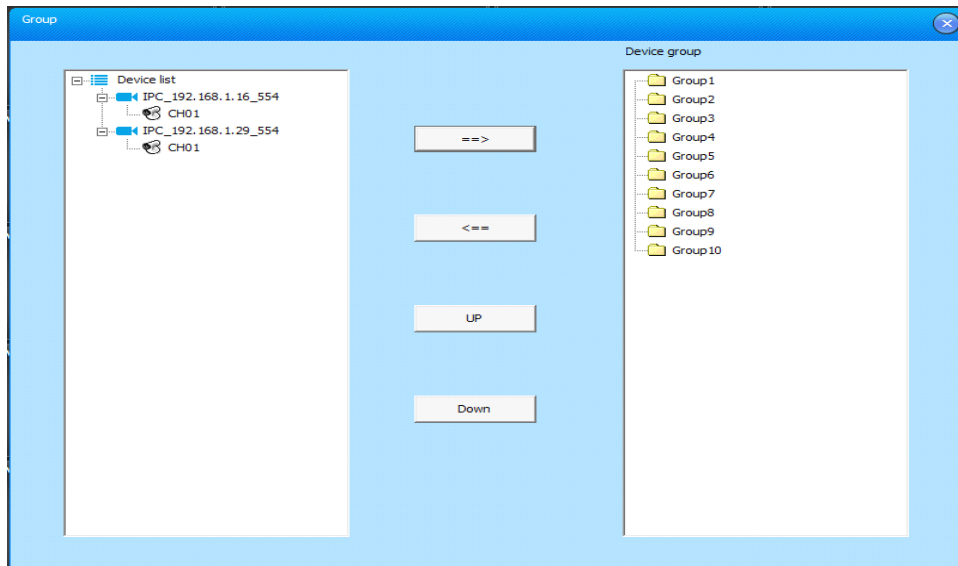 Group
Device list
IPC_192.168.1.16_554
CH01
IPC_192.168.1.29_554
CH01
==>
<==
UP
Down
Device group
Group1
Group2
Group3
Group4
Group5
Group6
Group7
Group8
Group9
Group10